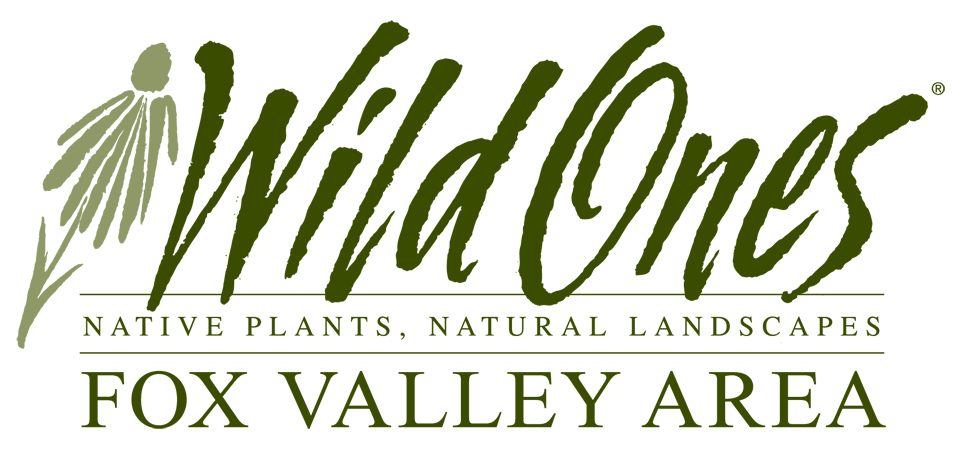 Wild Ones®
NATIVE PLANTS, NATURAL LANDSCAPES
FOX VALLEY AREA